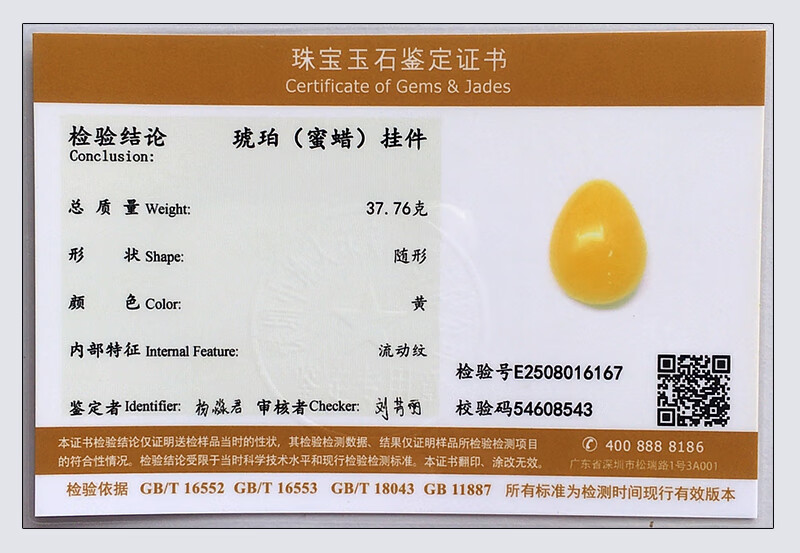 珠宝玉石鉴定证书
Certificate of Gems & Jades
检验结论 琥珀（蜜蜡）挂件
Conclusion:
总质量 Weight: 37.76克
形状 Shape: 随形
颜色 Color: 黄
内部特征 Internal Feature: 流动纹
检验号E2508016167
鉴定者 Identifier: 杨淼君 审核者 Checker:
校验码54608543
本证书检验结论仅证明送检样品当时的性状，其检验检测数据、结果仅证明样品所检验检测项目
的符合性情况。检验结论受限于当时科学技术水平和现行检验检测标准。本证书翻印、涂改无效。
400 888 8186
广东省深圳市松瑞路1号3A001
检验依据 GB/T 16552 GB/T 16553 GB/T 18043 GB 11887 所有标准为检测时间现行有效版本